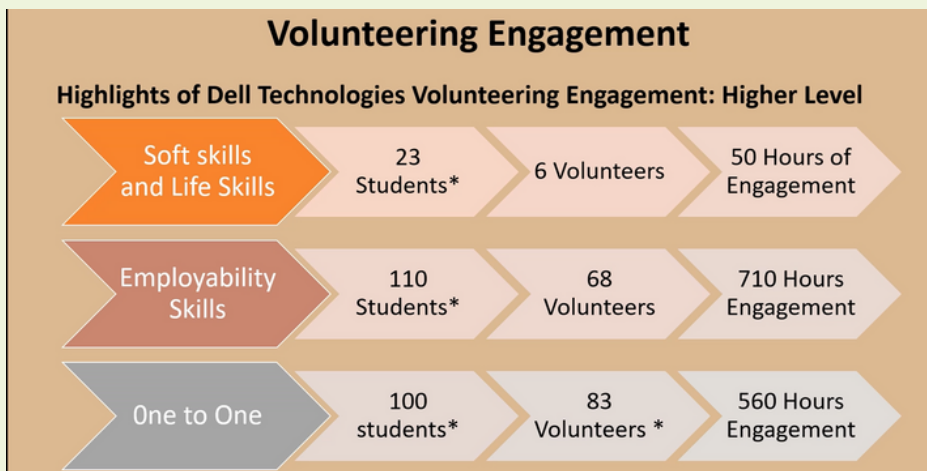 Volunteering Engagement
Highlights of Dell Technologies Volunteering Engagement: Higher Level
Soft skills
and Life Skills
23
Students*
6 Volunteers
50 Hours of
Engagement
Employability
Skills
110
Students*
68
Volunteers
710 Hours
Engagement
0ne to One
100
students*
83
Volunteers *
560 Hours
Engagement